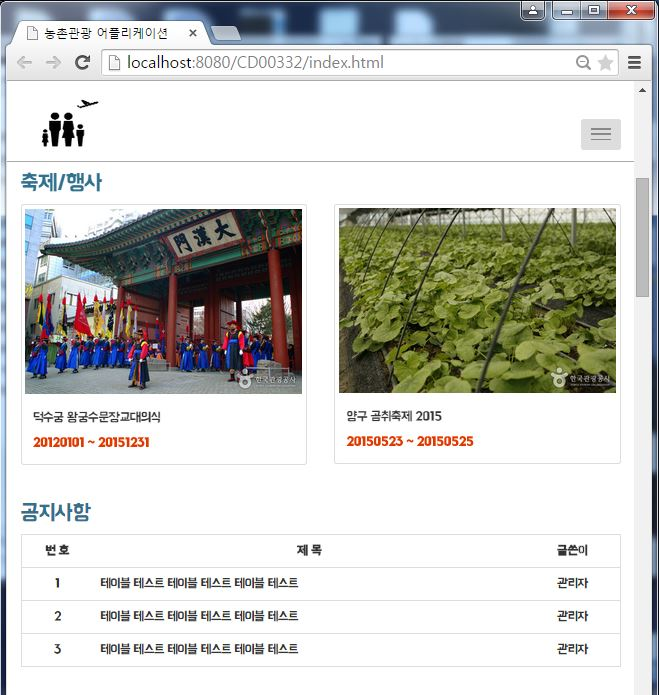 농촌관광 어플리케이션
localhost:8080/CD00332/index.html
축제/행사
大漢門
한국관광공사
한국관광공사
덕수궁 왕궁수문장교대의식
양구 곰취축제 2015
20120101 ~ 20151231
20150523 ~ 20150525
공지사항
번호 제목 글쓴이
1 테이블 테스트 테이블 테스트 테이블 테스트 관리자
2 테이블 테스트 테이블 테스트 테이블 테스트 관리자
3 테이블 테스트 테이블 테스트 테이블 테스트 관리자